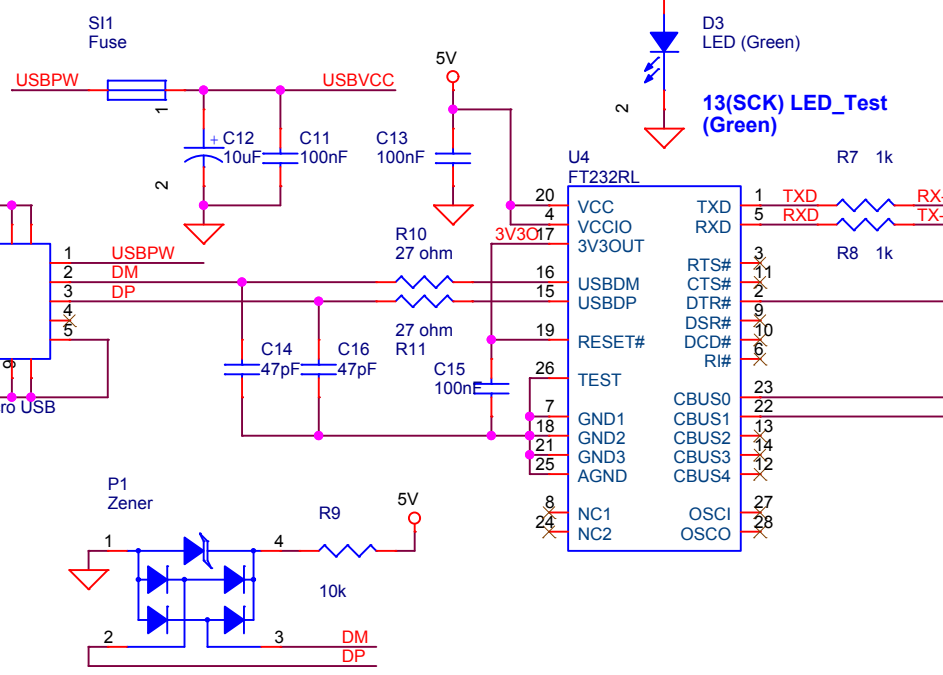 SI1
Fuse
USBPW
USBVCC
1
2
+
C12
10uF
C11
100nF
5V
C13
100nF
D3
LED (Green)
2
13(SCK) LED_Test
(Green)
U4
FT232RL
R7 1k
20
4
3V3O
17
16
15
19
26
7
18
21
25
8
24
VCC
VCCIO
3V3OUT
USBDM
USBDP
RESET#
TEST
GND1
GND2
GND3
AGND
NC1
NC2
TXD
RXD
RTS#
CTS#
DTR#
DSR#
DCD#
RI#
CBUS0
CBUS1
CBUS2
CBUS3
CBUS4
OSCI
OSCO
1
5
3
11
2
9
10
6
23
22
13
14
12
27
28
TXD
RXD
RX
TX-
R8 1k
1
2
3
4
5
9
USBPW
DM
DP
ro USB
R10
27 ohm
27 ohm
R11
C14
47pF
C16
47pF
C15
100nF
P1
Zener
1
4
2
3
R9
10k
5V
DM
DP